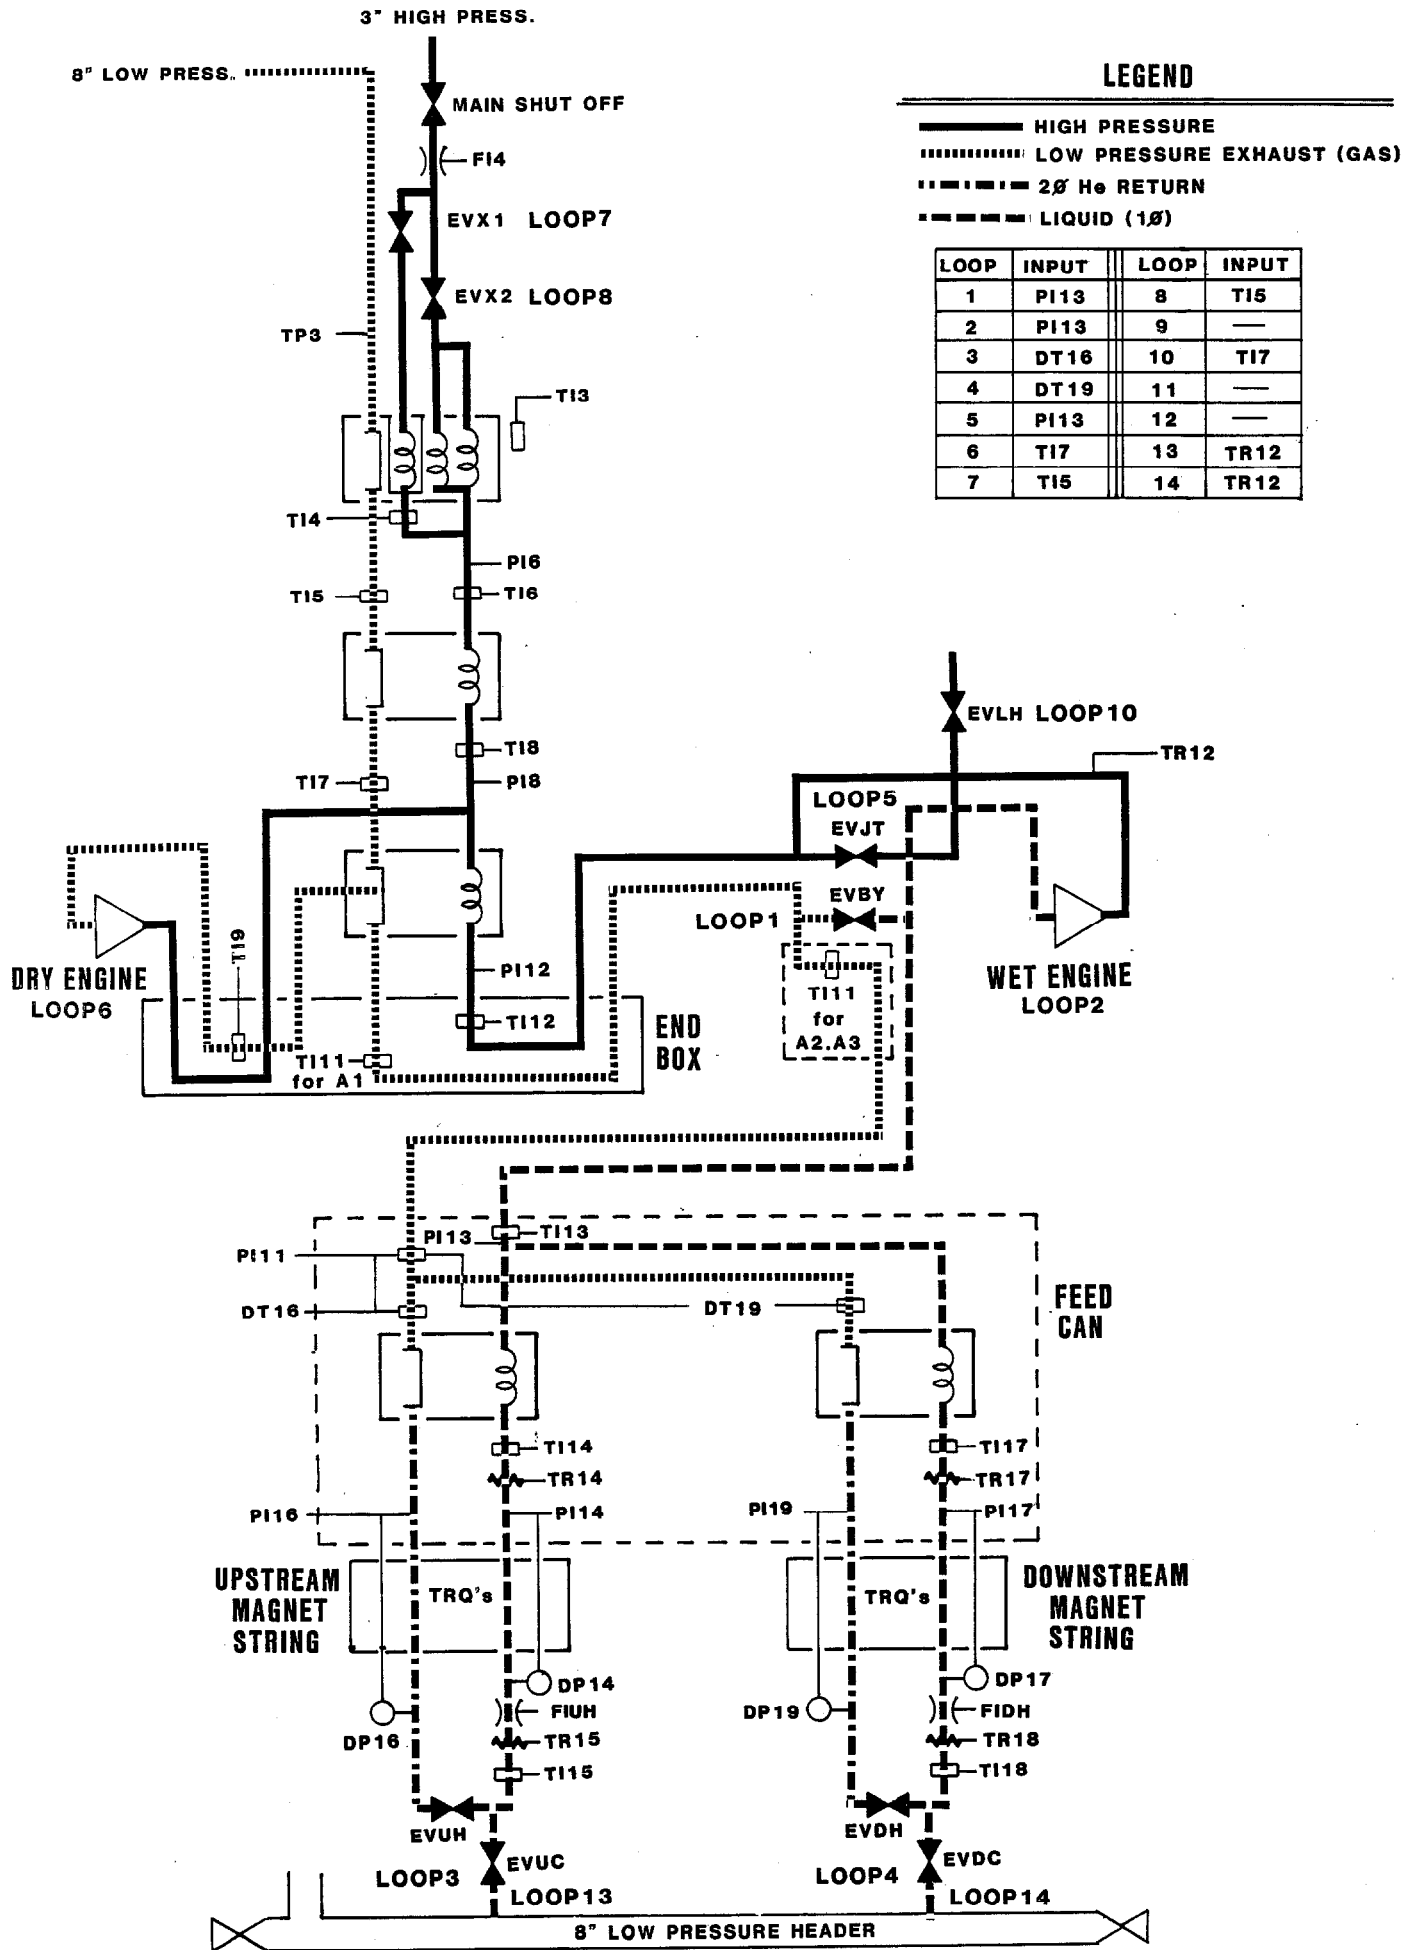 3" HIGH PRESS.
8" LOW PRESS.
MAIN SHUT OFF
FI4
EVX1 LOOP7
EVX2 LOOP8
TP3
TI3
TI4
PI6
TI5
TI6
TI8
TI7
PI8
LEGEND
HIGH PRESSURE
LOW PRESSURE EXHAUST (GAS)
2Ø He RETURN
LIQUID (1Ø)
LOOP INPUT LOOP INPUT
1 PI13 8 TI5
2 PI13 9 —
3 DT16 10 TI7
4 DT19 11 —
5 PI13 12 —
6 TI7 13 TR12
7 TI5 14 TR12
EVLH LOOP10
TR12
LOOP5
EVJT
EVBY
LOOP1
TI9
DRY ENGINE
LOOP6
PI12
TI12
TI11
for A1
END
BOX
TI11
for
A2.A3
WET ENGINE
LOOP2
PI13
TI13
PI11
DT16
DT19
FEED
CAN
TI14
TR14
TI17
TR17
PI16
PI14
PI19
PI17
UPSTREAM
MAGNET
STRING
TRQ's
TRQ's
DOWNSTREAM
MAGNET
STRING
DP14
DP17
DP16
FIUH
DP19
FIDH
TR15
TR18
TI15
TI18
EVUH
EVDH
LOOP3
EVUC
LOOP13
LOOP4
EVDC
LOOP14
8" LOW PRESSURE HEADER